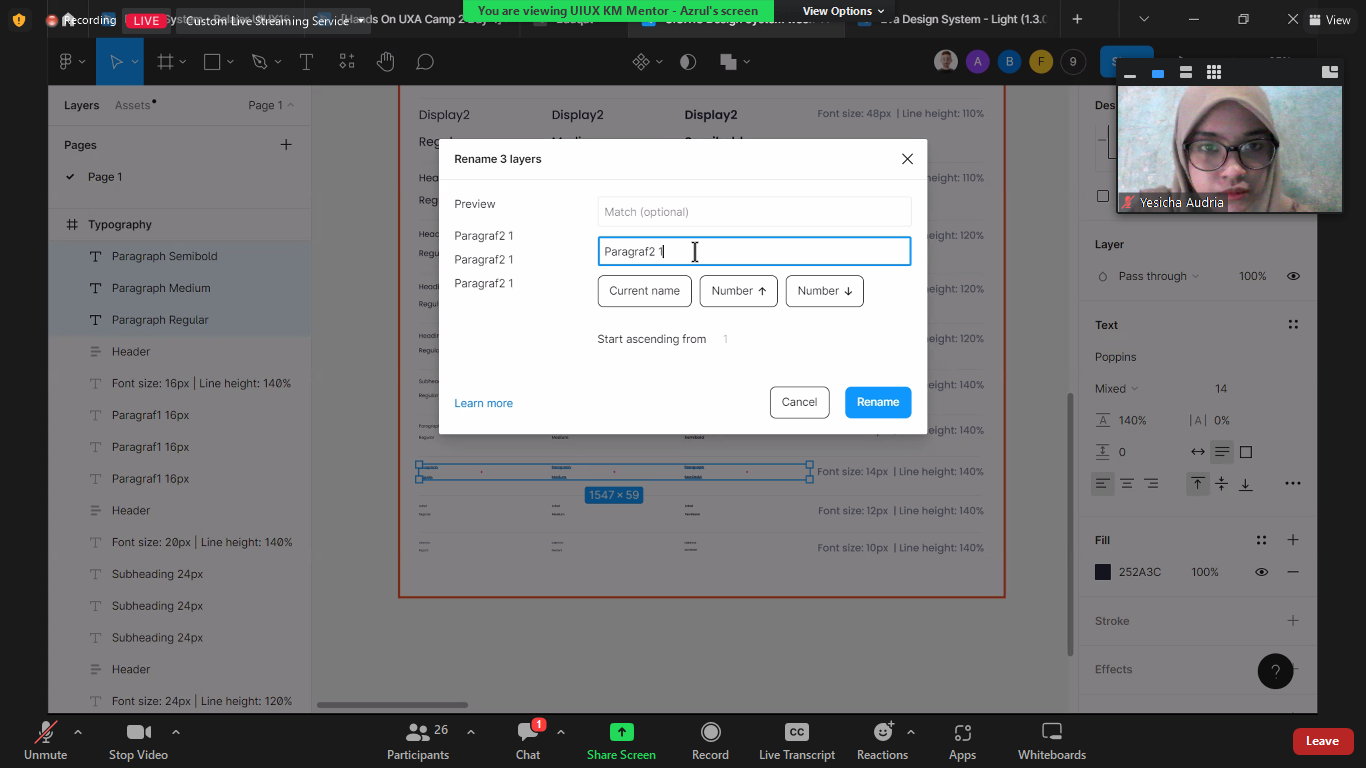 Recording
LIVE
Custom Live Streaming Service
You are viewing UIUX KM Mentor - Azrul's screen
View Options
Design System - Light (1.3.0
View
A
B
F
9
Layers
Assets
Page 1
Pages
Page 1
Typography
Paragraph Semibold
Paragraph Medium
Paragraph Regular
Header
Font size: 16px | Line height: 140%
Paragraf1 16px
Paragraf1 16px
Paragraf1 16px
Header
Font size: 20px | Line height: 140%
Subheading 24px
Subheading 24px
Subheading 24px
Header
Font size: 24px | Line height: 120%
Display2
Display2
Display2
Font size: 48px | Line height: 110%
Rename 3 layers
Preview
Paragraf2 1
Paragraf2 1
Paragraf2 1
Match (optional)
Paragraf2 1
Current name
Number ↑
Number ↓
Start ascending from 1
Learn more
Cancel
Rename
height: 110%
height: 120%
height: 120%
height: 120%
height: 140%
height: 140%
Font size: 14px | Line height: 140%
1547 × 59
Font size: 12px | Line height: 140%
Font size: 10px | Line height: 140%
Yesicha Audria
Layer
Pass through
100%
Text
Poppins
Mixed
14
140%
0%
0
Fill
252A3C
100%
Stroke
Effects
?
Unmute
Stop Video
26
Participants
1
Chat
Share Screen
Record
CC
Live Transcript
Reactions
Apps
Whiteboards
Leave